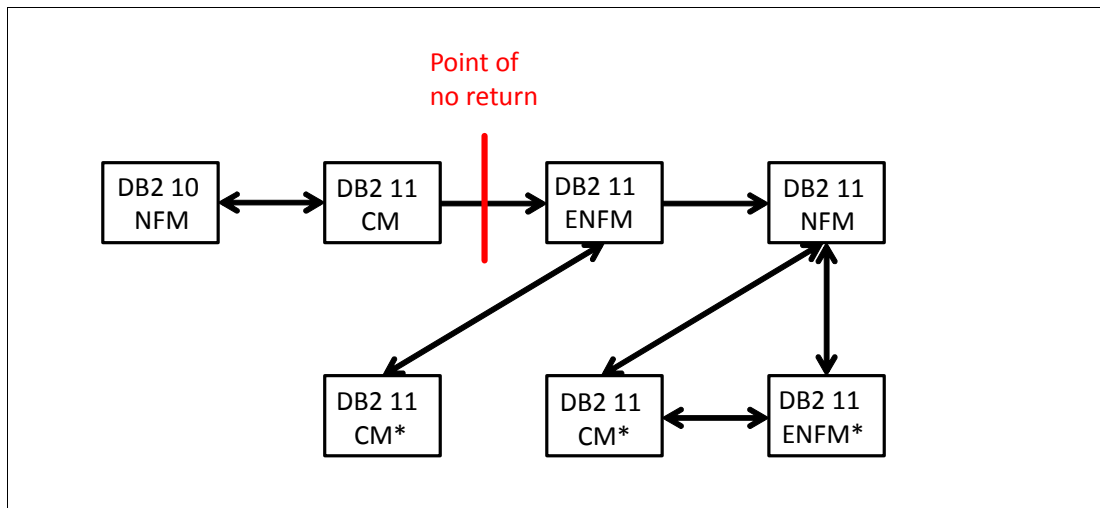 Point of
no return
DB2 10
NFM
DB2 11
CM
DB2 11
ENFM
DB2 11
NFM
DB2 11
CM*
DB2 11
CM*
DB2 11
ENFM*